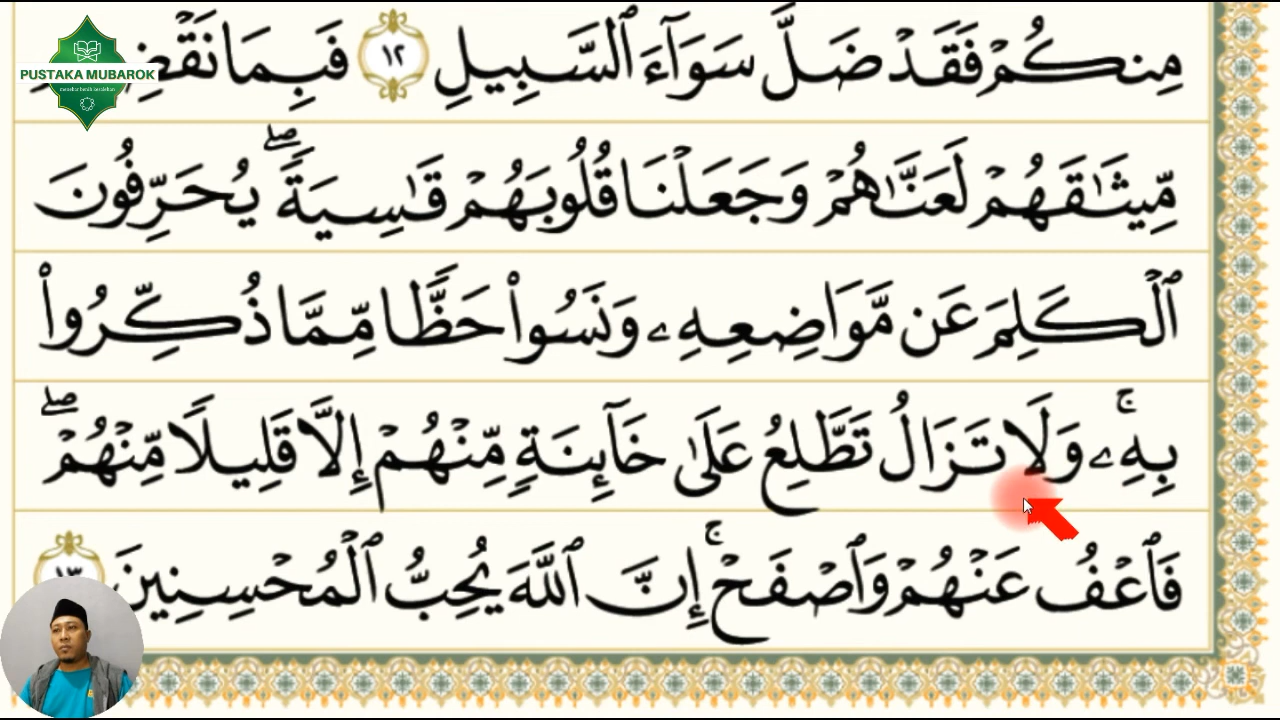 مِنكُمْ فَقَدْ ضَلَّ سَوَآءَ ٱلسَّبِيلِ ١٢ فَبِمَا
PUSTAKA MUBAROK
مِّيثَـٰقَهُمْ لَعَنَّـٰهُمْ وَجَعَلْنَا قُلُوبَهُمْ قَـٰسِيَةً ۖ يُحَرِّفُونَ
ٱلْكَلِمَ عَن مَّوَاضِعِهِۦ وَنَسُوا۟ حَظًّا مِّمَّا ذُكِّرُوا۟
بِهِۦ ۚ وَلَا تَزَالُ تَطَّلِعُ عَلَىٰ خَآئِنَةٍ مِّنْهُمْ إِلَّا قَلِيلًا مِّنْهُمْ ۖ
فَٱعْفُ عَنْهُمْ وَٱصْفَحْ ۚ إِنَّ ٱللَّهَ يُحِبُّ ٱلْمُحْسِنِينَ